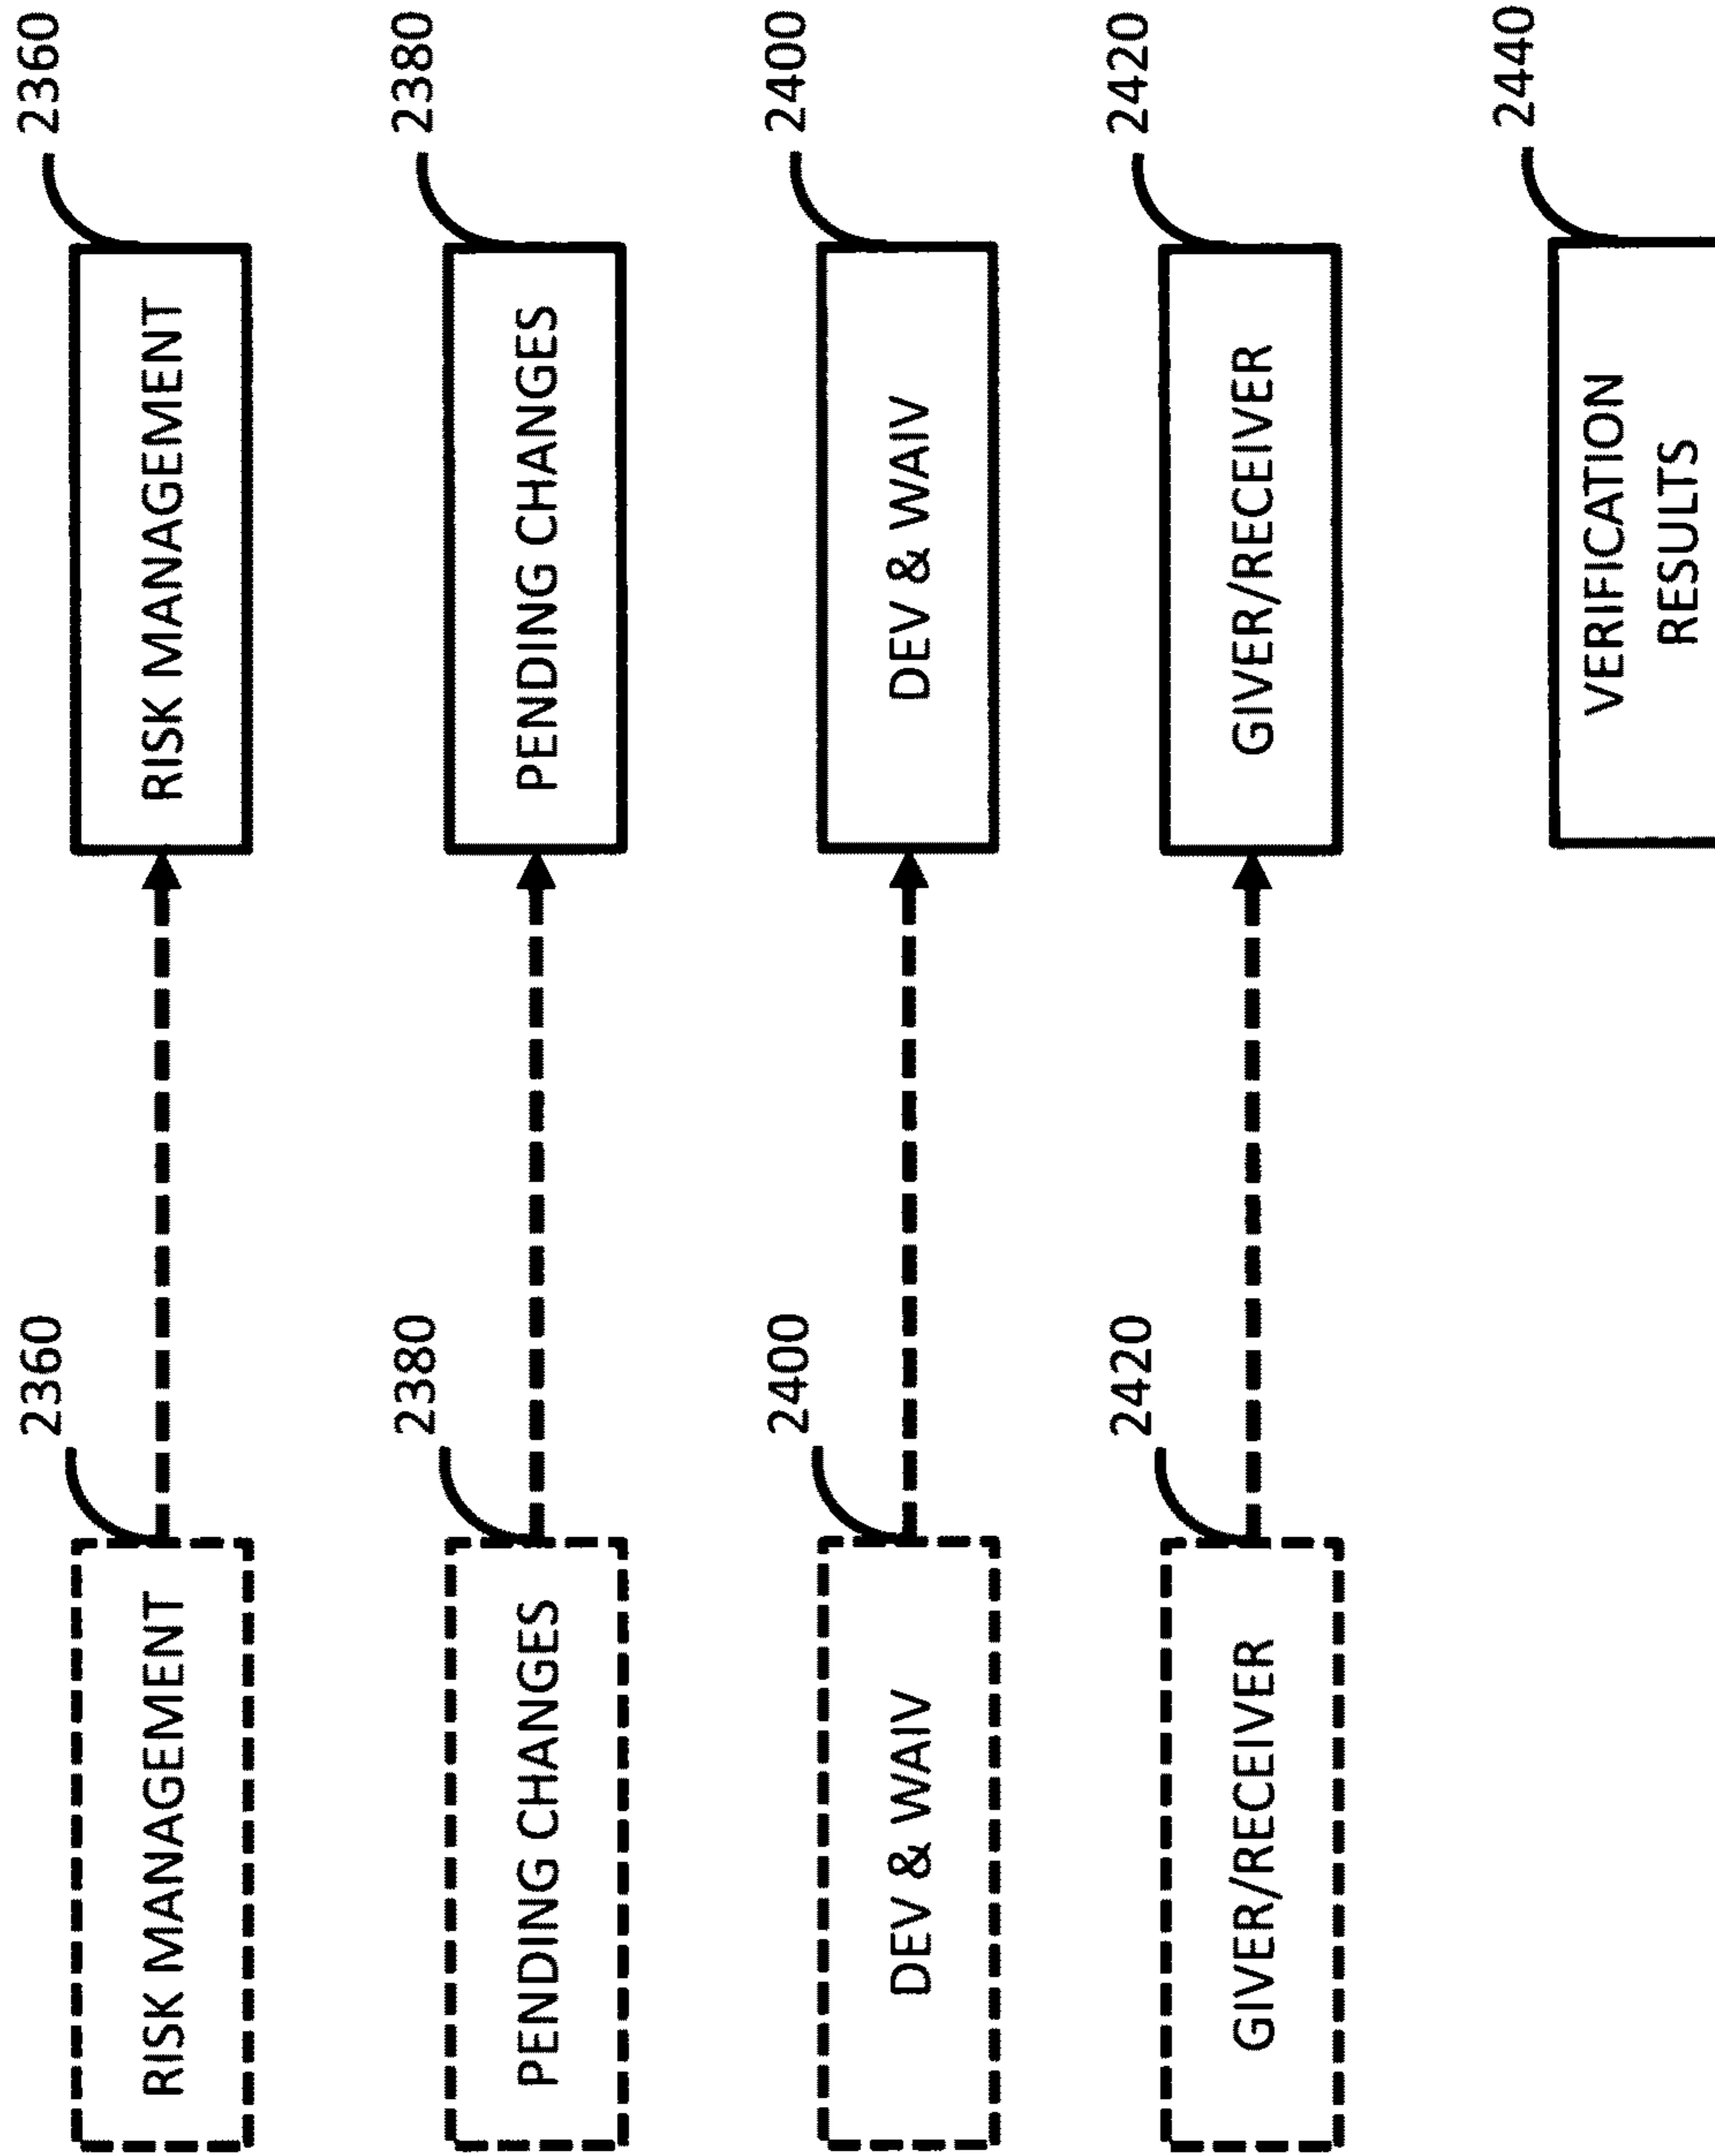 2360
2360
RISK MANAGEMENT
RISK MANAGEMENT
2380
2380
PENDING CHANGES
PENDING CHANGES
2400
2400
DEV & WAIV
DEV & WAIV
2420
2420
GIVER/RECEIVER
GIVER/RECEIVER
2440
VERIFICATION
RESULTS